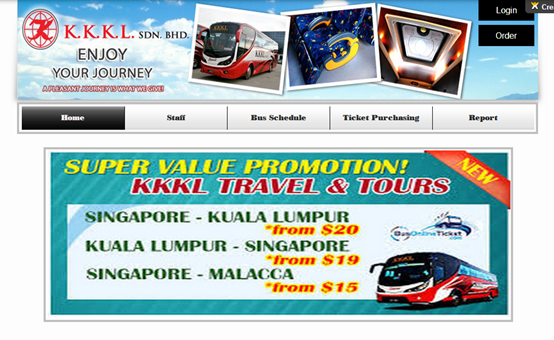 Login
Cre
K.K.K.L. SDN. BHD.
ENJOY
YOUR JOURNEY
A PLEASANT JOURNEY IS WHAT WE GIVE!
K.K.K.L
Order
Home Staff Bus Schedule Ticket Purchasing Report
SUPER VALUE PROMOTION!
NEW
KKKL TRAVEL & TOURS
SINGAPORE - KUALA LUMPUR
*from $20
KUALA LUMPUR - SINGAPORE
*from $19
SINGAPORE - MALACCA
*from $15
BusOnlineTicket
.com
KKKL